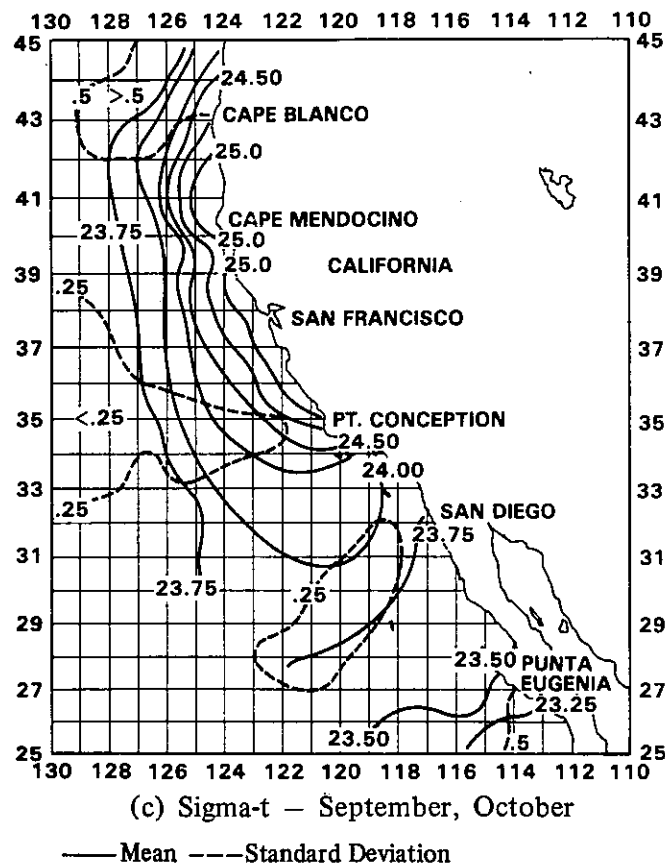 130 128 126 124 122 120 118 116 114 112 110
45 45
24.50
.5 >.5
43 CAPE BLANCO 43
25.0
41 41
CAPE MENDOCINO
23.75 25.0
39 25.0 CALIFORNIA 39
.25
SAN FRANCISCO
37 37
35 <.25 PT. CONCEPTION 35
24.50
24.00
33 33
.25 SAN DIEGO
23.75
31 31
23.75 .25
29 29
23.50 PUNTA
27 EUGENIA 27
23.25
23.50 .5
25 25
130 128 126 124 122 120 118 116 114 112 110
(c) Sigma-t — September, October
Mean Standard Deviation